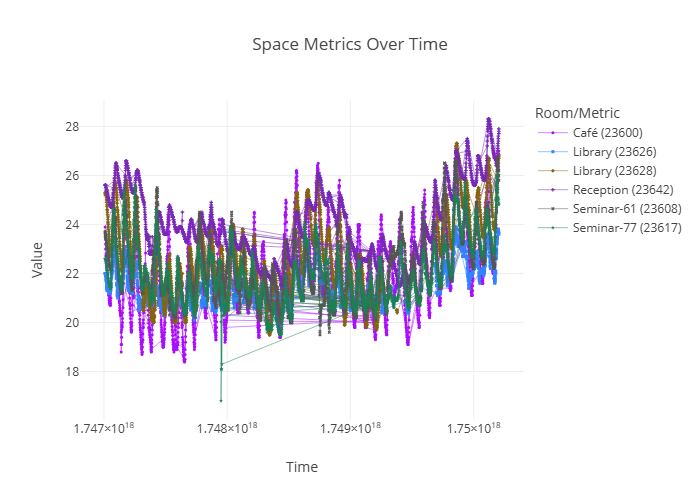 Space Metrics Over Time
Room/Metric
Café (23600)
Library (23626)
Library (23628)
Reception (23642)
Seminar-61 (23608)
Seminar-77 (23617)
Value
28
26
24
22
20
18
1.747×10¹⁸ 1.748×10¹⁸ 1.749×10¹⁸ 1.75×10¹⁸
Time